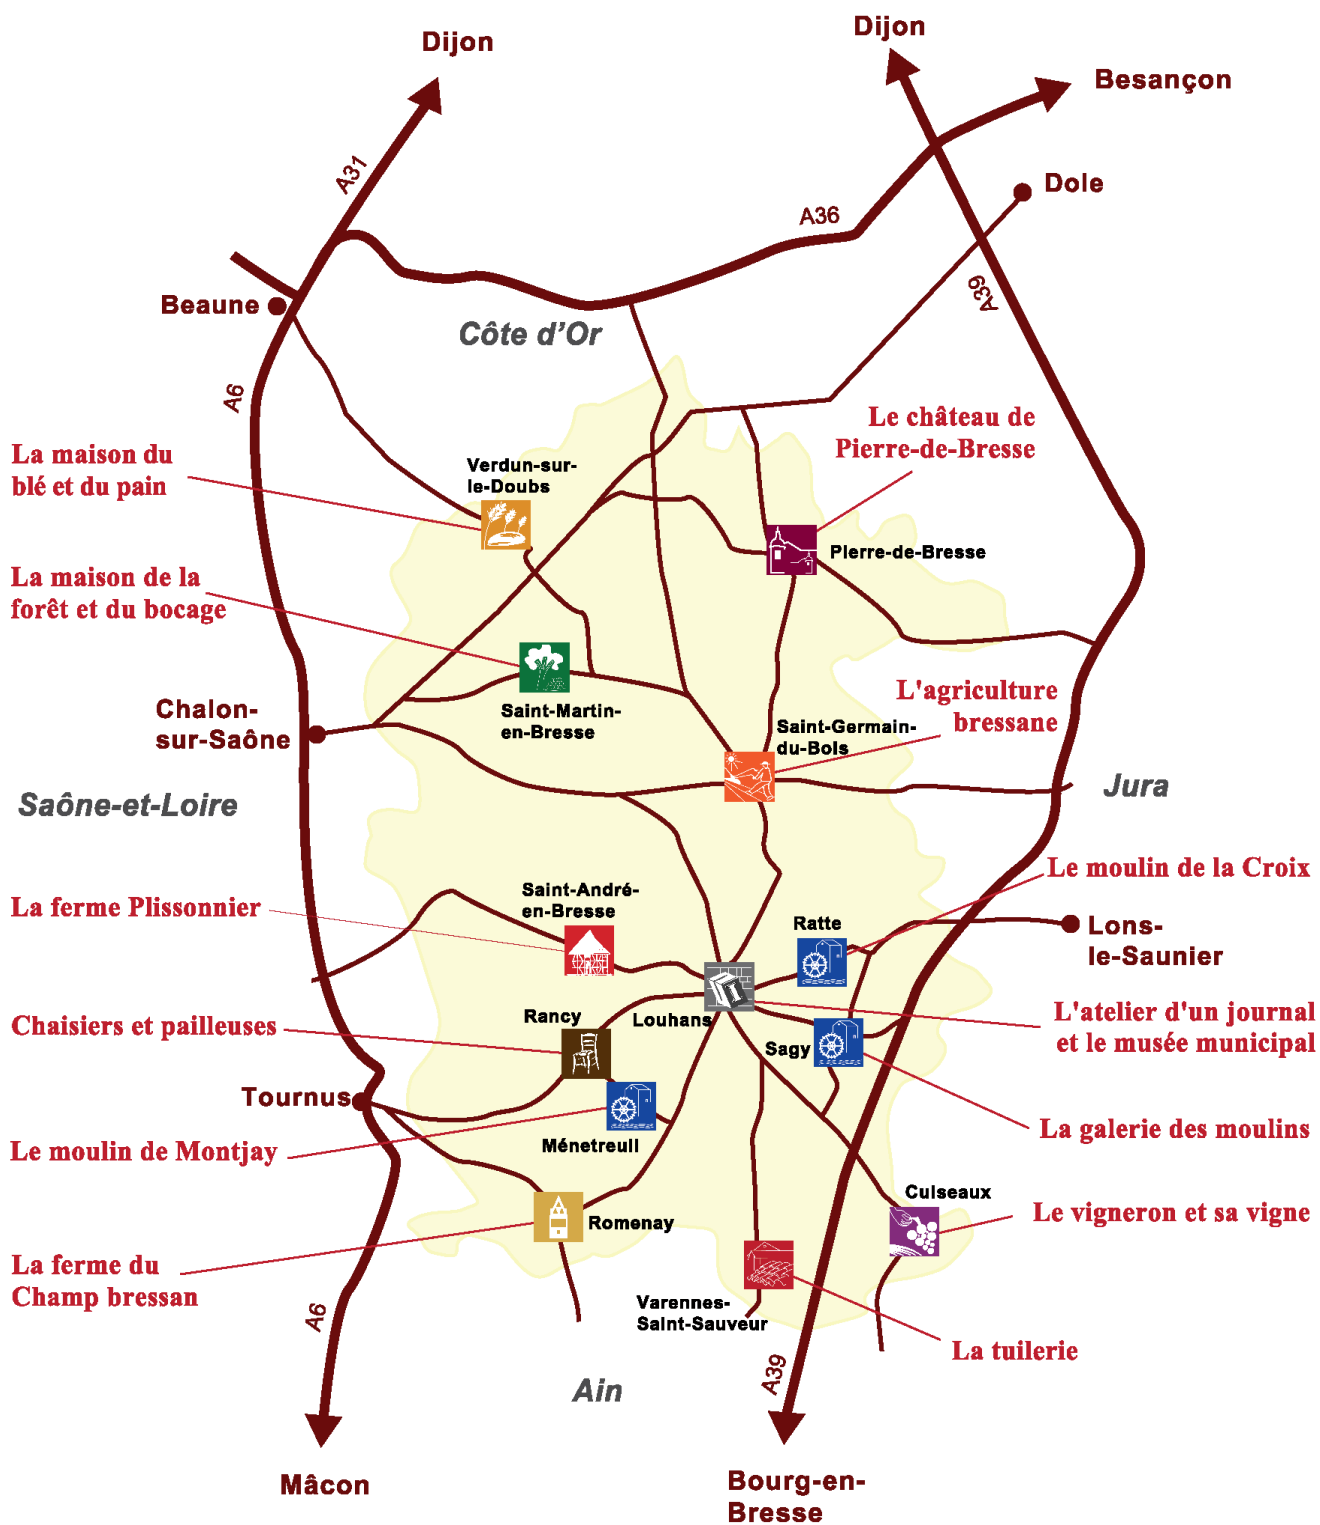 Dijon
Dijon
Besançon
A31
Dole
A36
A39
Beaune
Côte d'Or
A6
Le château de
Pierre-de-Bresse
La maison du
blé et du pain
Verdun-sur-
le-Doubs
Pierre-de-Bresse
La maison de la
forêt et du bocage
L'agriculture
bressane
Chalon-
sur-Saône
Saint-Martin-
en-Bresse
Saint-Germain-
du-Bois
Saône-et-Loire
Jura
Le moulin de la Croix
Saint-André-
en-Bresse
La ferme Plissonnier
Ratte
Lons-
le-Saunier
Chaisiers et pailleuses
Rancy
Louhans
L'atelier d'un journal
et le musée municipal
Sagy
Tournus
La galerie des moulins
Le moulin de Montjay
Ménetreuil
Cuiseaux
Le vigneron et sa vigne
Romenay
La ferme du
Champ bressan
Varennes-
Saint-Sauveur
A6
La tuilerie
A39
Ain
Mâcon
Bourg-en-
Bresse